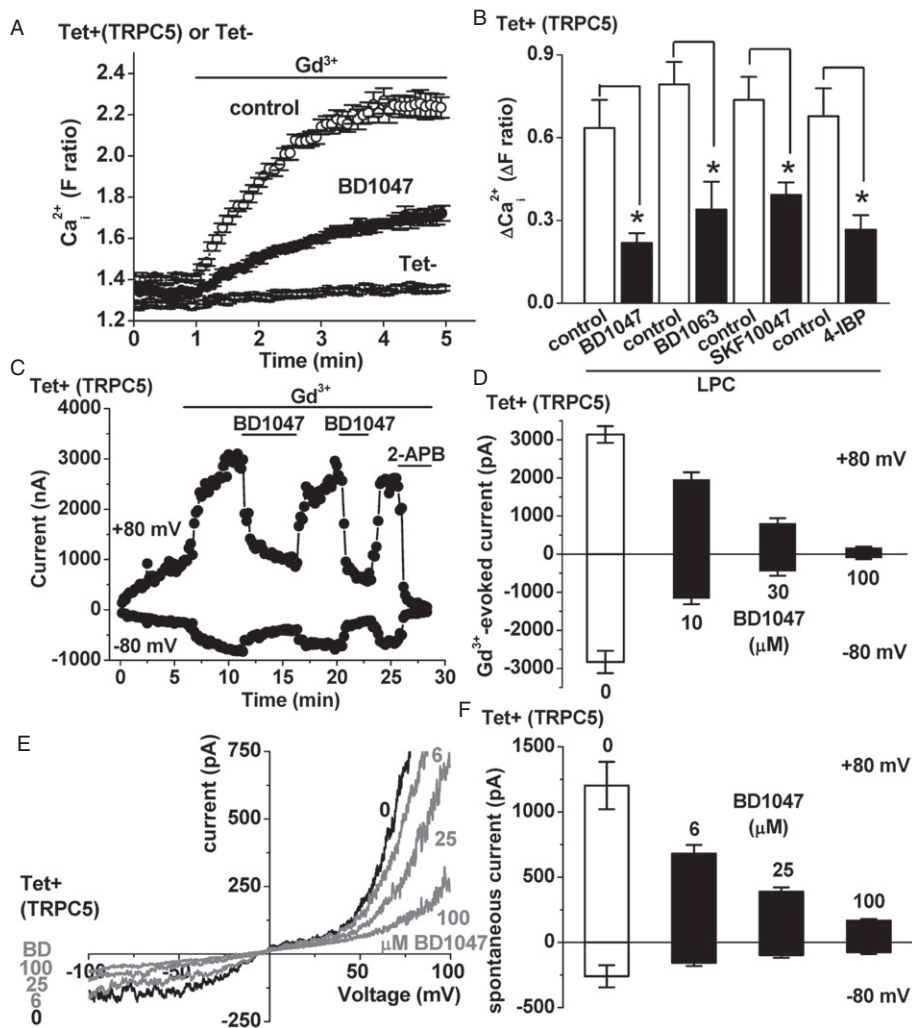 A
Tet+(TRPC5) or Tet-
Gd³⁺
control
BD1047
Tet-
Ca²⁺ᵢ (F ratio)
2.4
2.2
2.0
1.8
1.6
1.4
1.2
0 1 2 3 4 5
Time (min)
B
Tet+ (TRPC5)
ΔCa²⁺ᵢ (ΔF ratio)
0.9
0.6
0.3
0.0
* * * *
control BD1047 control BD1063 control SKF10047 control 4-IBP
LPC
C
Tet+ (TRPC5)
Gd³⁺
BD1047 BD1047
2-APB
Current (nA)
4000
3000
2000
1000
0
-1000
+80 mV
-80 mV
0 5 10 15 20 25 30
Time (min)
D
Tet+ (TRPC5)
Gd³⁺-evoked current (pA)
3000
2000
1000
0
-1000
-2000
-3000
+80 mV
0 10 30 100
BD1047
(μM)
-80 mV
E
current (pA)
750
500
250
-250
0
6
25
100
μM BD1047
Tet+
(TRPC5)
BD
100
25
6
0
-100 -50 50 100
Voltage (mV)
F
Tet+ (TRPC5)
spontaneous current (pA)
1500
1000
500
0
-500
0
+80 mV
BD1047
(μM)
6
25
100
-80 mV